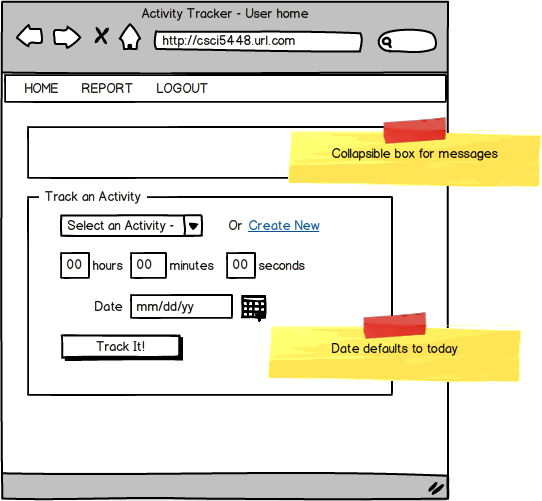 Activity Tracker - User home
http://csci5448.url.com
HOME REPORT LOGOUT
Collapsible box for messages
Track an Activity
Select an Activity - Or Create New
00 hours 00 minutes 00 seconds
Date mm/dd/yy
Track It!
Date defaults to today